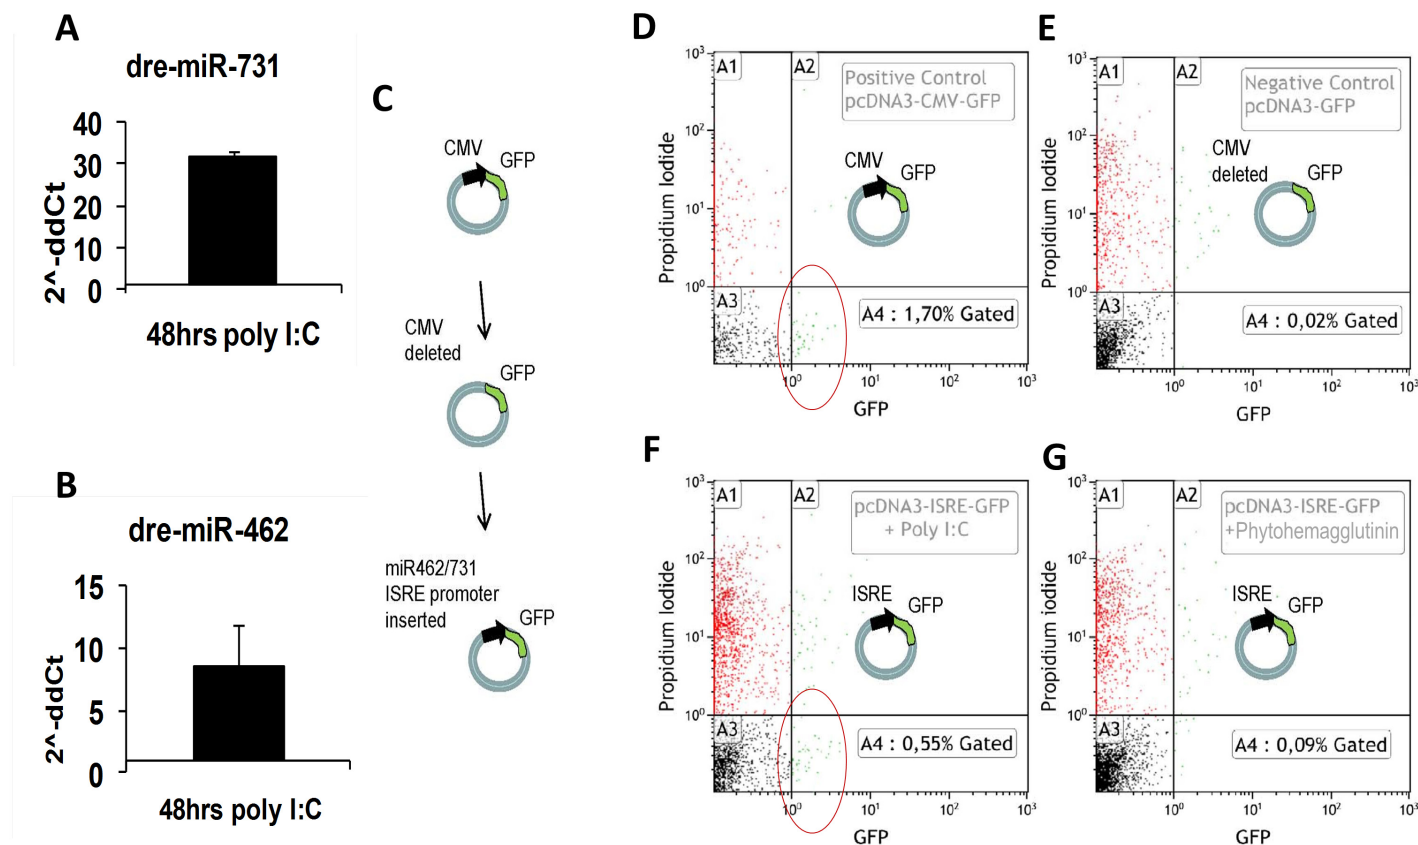 A
dre-miR-731
2^-ddCt
40
30
20
10
0
48hrs poly I:C
B
dre-miR-462
2^-ddCt
15
10
5
0
48hrs poly I:C
C
CMV
GFP
CMV
deleted
GFP
miR462/731
ISRE promoter
inserted
GFP
D
Propidium Iodide
10³
10²
10¹
10⁰
A1
A2
Positive Control
pcDNA3-CMV-GFP
CMV
GFP
A3
A4 : 1,70% Gated
10⁰
10¹
10²
10³
GFP
E
Propidium Iodide
10³
10²
10¹
10⁰
A1
A2
Negative Control
pcDNA3-GFP
CMV
deleted
GFP
A3
A4 : 0,02% Gated
10⁰
10¹
10²
10³
GFP
F
Propidium Iodide
10³
10²
10¹
10⁰
A1
A2
pcDNA3-ISRE-GFP
+ Poly I:C
ISRE
GFP
A3
A4 : 0,55% Gated
10⁰
10¹
10²
10³
GFP
G
Propidium Iodide
10³
10²
10¹
10⁰
A1
A2
pcDNA3-ISRE-GFP
+Phytohemagglutinin
ISRE
GFP
A3
A4 : 0,09% Gated
10⁰
10¹
10²
10³
GFP